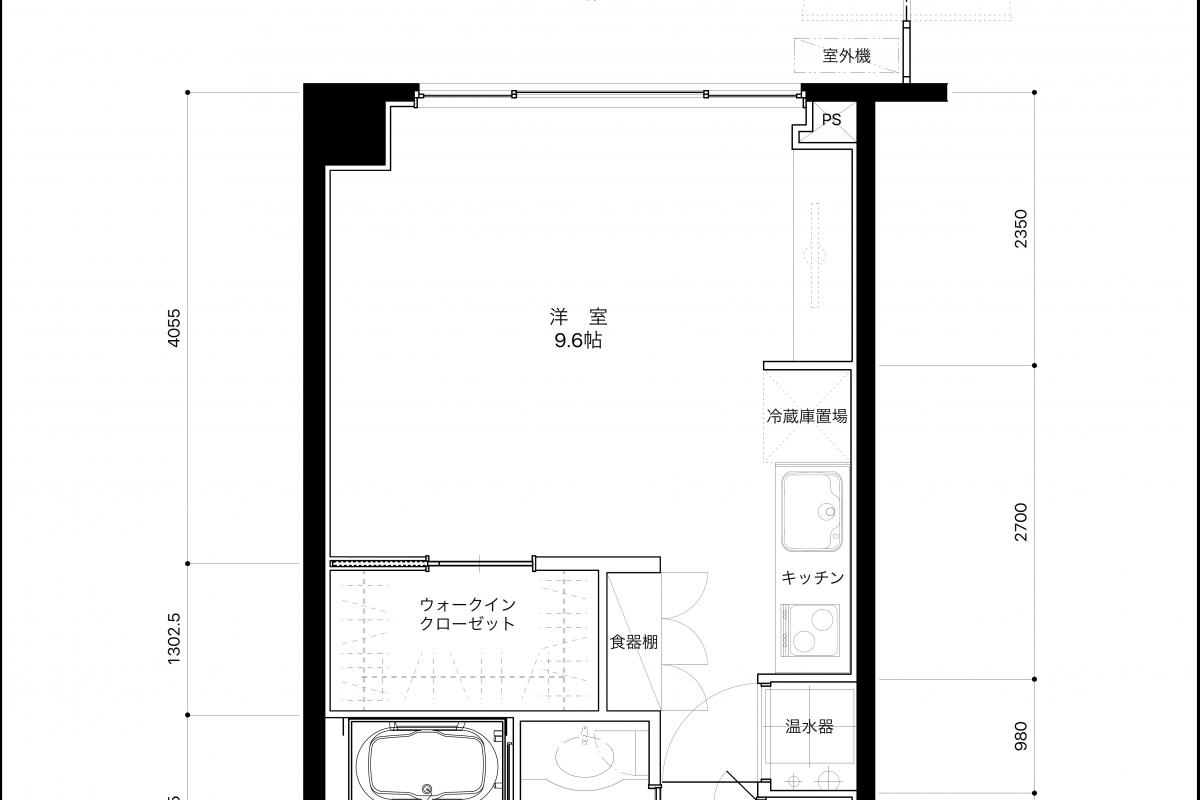 室外機
PS
2350
4055
洋 室
9.6帖
冷蔵庫置場
2700
キッチン
ウォークイン
クローゼット
1302.5
食器棚
温水器
980